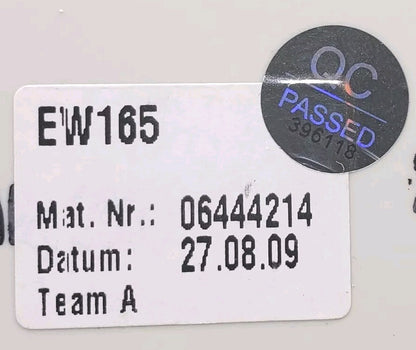 QC
PASSED
396118
EW165
Mat. Nr.: 06444214
Datum: 27.08.09
Team A